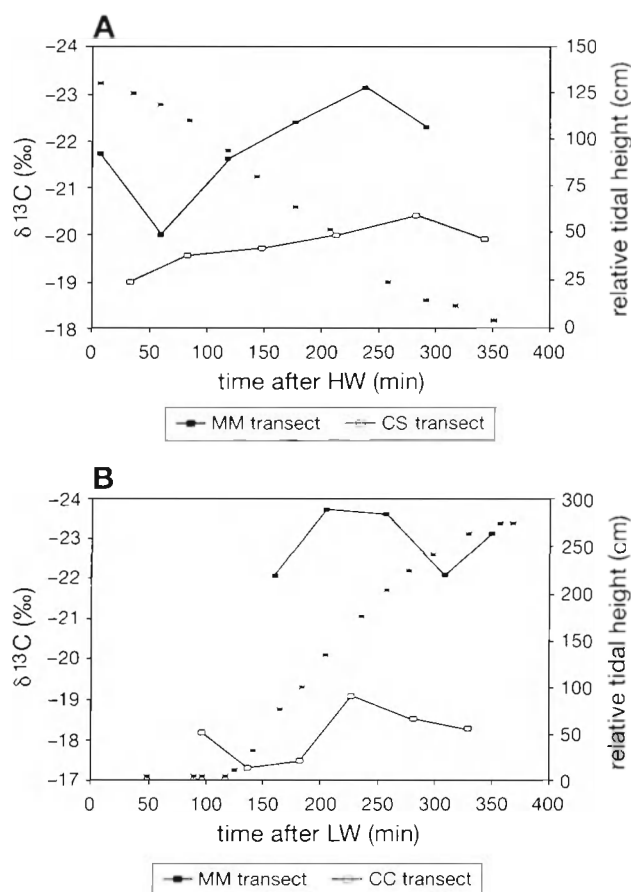 A
-24
-23
-22
-21
-20
-19
-18
δ 13C (‰)
150
125
100
75
50
25
0
relative tidal height (cm)
0 50 100 150 200 250 300 350 400
time after HW (min)
MM transect CS transect
B
-24
-23
-22
-21
-20
-19
-18
-17
δ 13C (‰)
300
250
200
150
100
50
0
relative tidal height (cm)
0 50 100 150 200 250 300 350 400
time after LW (min)
MM transect CC transect